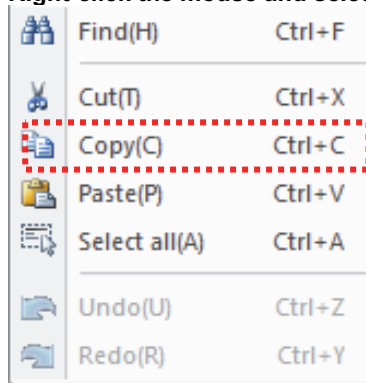 Right-click the mouse and selec
Find(H) Ctrl+F
Cut(T) Ctrl+X
Copy(C) Ctrl+C
Paste(P) Ctrl+V
Select all(A) Ctrl+A
Undo(U) Ctrl+Z
Redo(R) Ctrl+Y